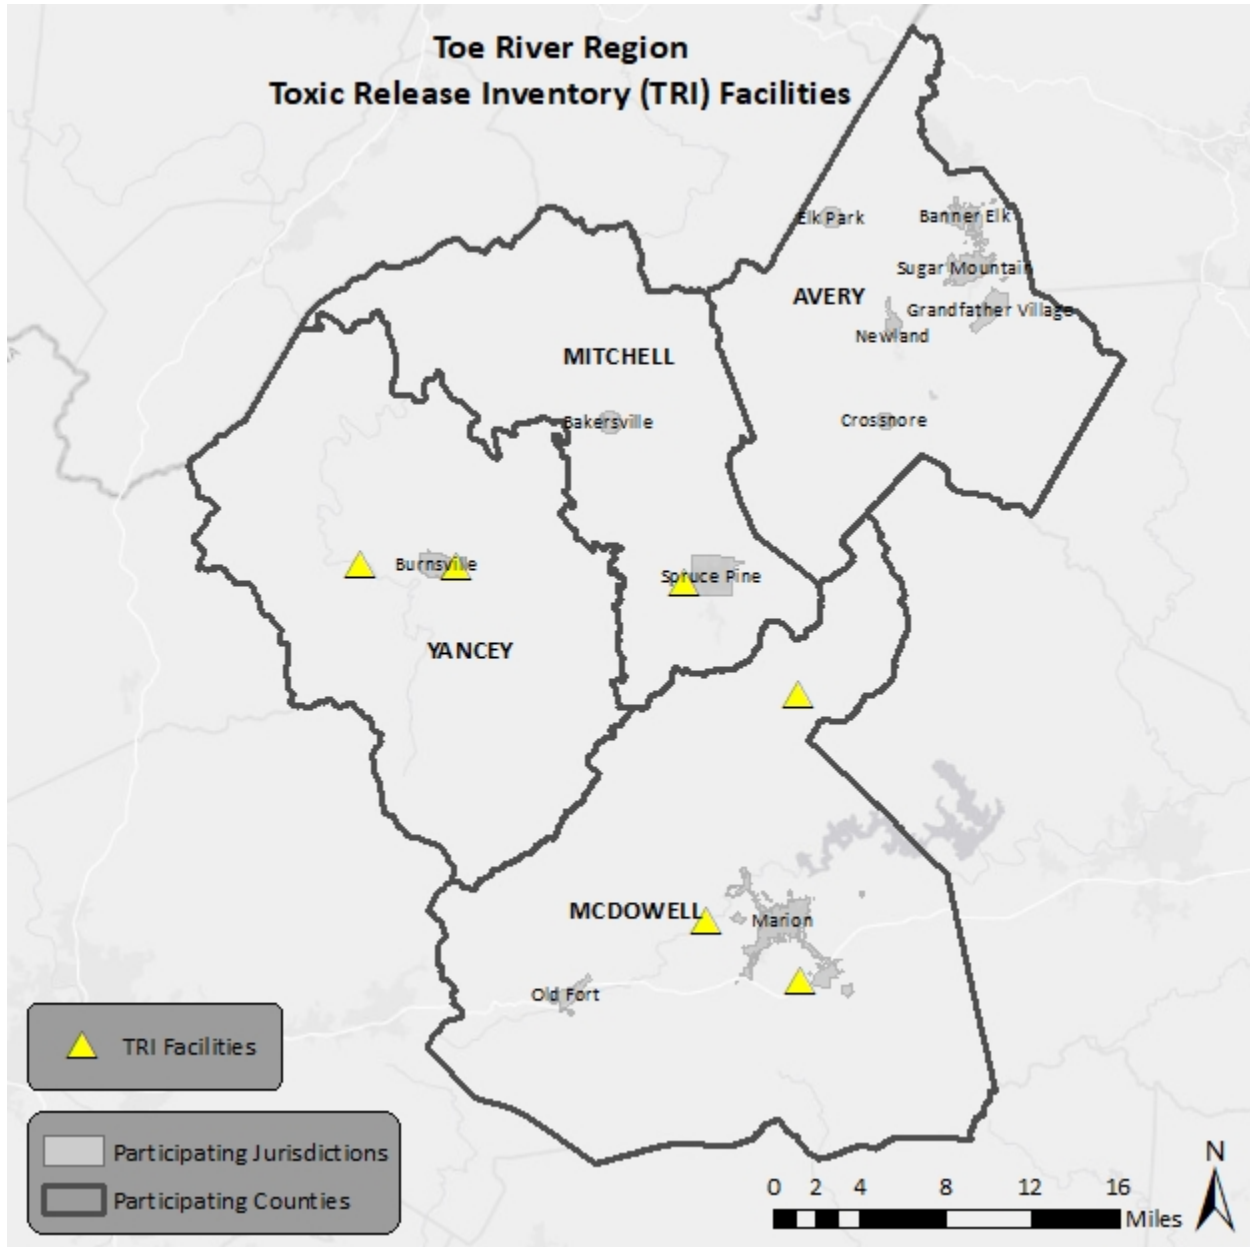 Toe River Region
Toxic Release Inventory (TRI) Facilities
Elk Park
Banner Elk
Sugar Mountain
AVERY
Grandfather Village
Newland
MITCHELL
Bakersville
Crossnore
Burnsville
Spruce Pine
YANCEY
MCDOWELL
Marion
Old Fort
TRI Facilities
Participating Jurisdictions
Participating Counties
N
0 2 4 8 12 16
Miles